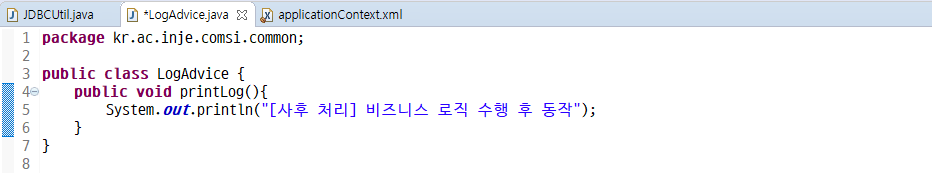 JDBCUtil.java *LogAdvice.java applicationContext.xml
1 package kr.ac.inje.comsi.common;
2
3 public class LogAdvice {
4 public void printLog(){
5 System.out.println("[사후 처리] 비즈니스 로직 수행 후 동작");
6 }
7 }
8